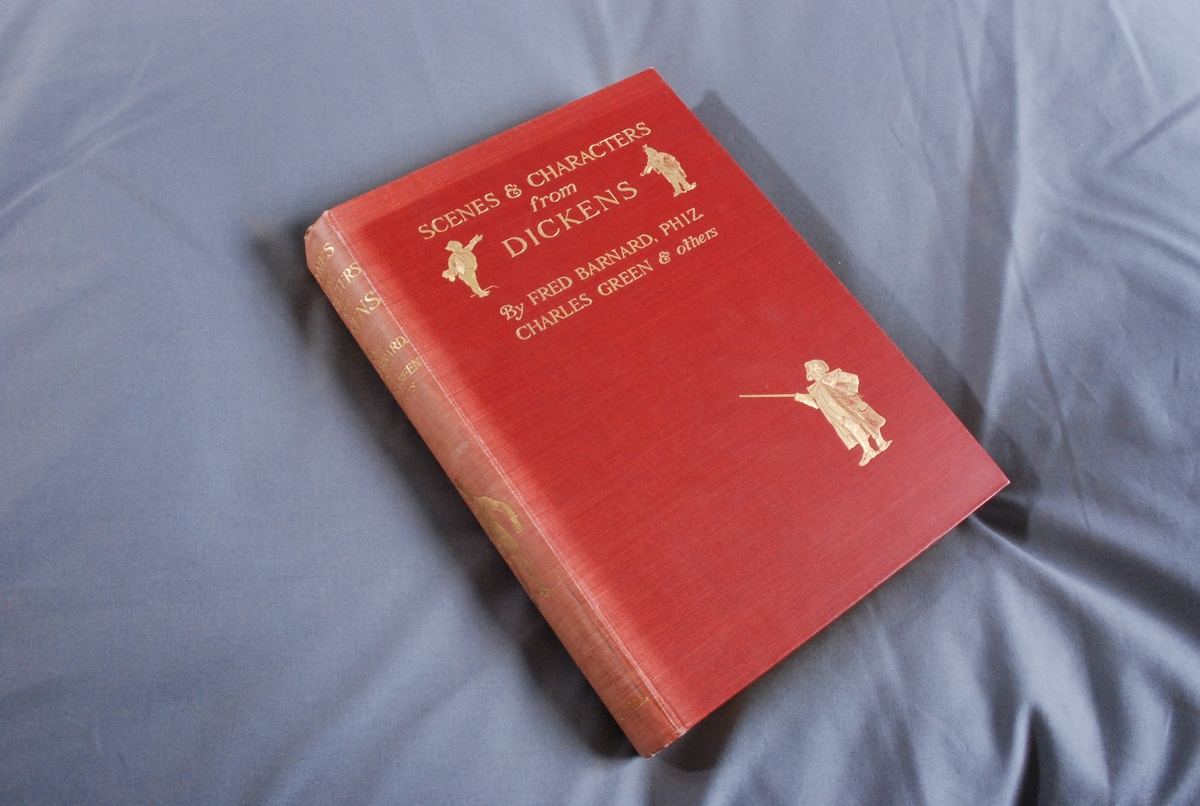 SCENES & CHARACTERS
from
DICKENS
By FRED BARNARD, PHIZ
CHARLES GREEN & others